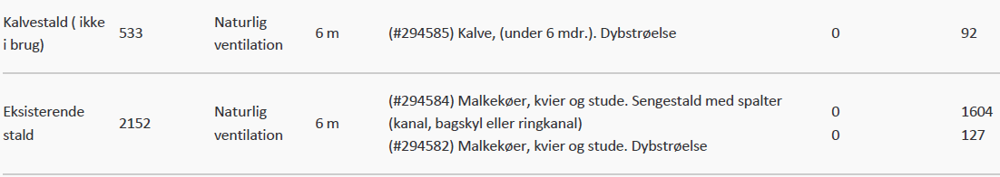 Kalvestald ( ikke i brug) 533 Naturlig ventilation 6 m (#294585) Kalve, (under 6 mdr.). Dybstrøelse 0 92
Eksisterende stald 2152 Naturlig ventilation 6 m (#294584) Malkekøer, kvier og stude. Sengestald med spalter (kanal, bagskyl eller ringkanal) 0 1604
(#294582) Malkekøer, kvier og stude. Dybstrøelse 0 127